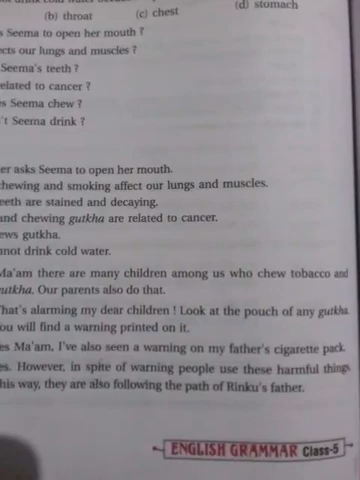 (b) throat (c) chest (d) stomach
Seema to open her mouth ?
cts our lungs and muscles ?
Seema's teeth ?
elated to cancer ?
es Seema chew ?
't Seema drink ?
er asks Seema to open her mouth.
hewing and smoking affect our lungs and muscles.
eeth are stained and decaying.
and chewing gutkha are related to cancer.
ews gutkha.
nnot drink cold water.
Ma'am there are many children among us who chew tobacco and
utkha. Our parents also do that.
hat's alarming my dear children ! Look at the pouch of any gutkha.
ou will find a warning printed on it.
es Ma'am, I've also seen a warning on my father's cigarette pack.
es. However, in spite of warning people use these harmful things.
his way, they are also following the path of Rinku's father.
ENGLISH GRAMMAR Class-5